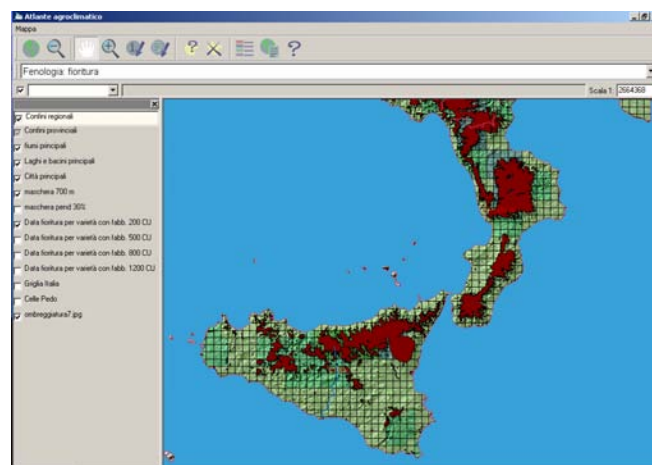 Atlante agroclimatico
Mappa
Fenologia: fioritura
Scala 1: 2664368
Confini regionali
Confini provinciali
fiumi principali
Laghi e bacini principali
Città principali
maschera 700 m
maschera pend 36%
Data fioritura per varietà con fabb. 200 CU
Data fioritura per varietà con fabb. 500 CU
Data fioritura per varietà con fabb. 800 CU
Data fioritura per varietà con fabb. 1200 CU
Griglia Italia
Celle Pedo
ombreggiatura7.jpg